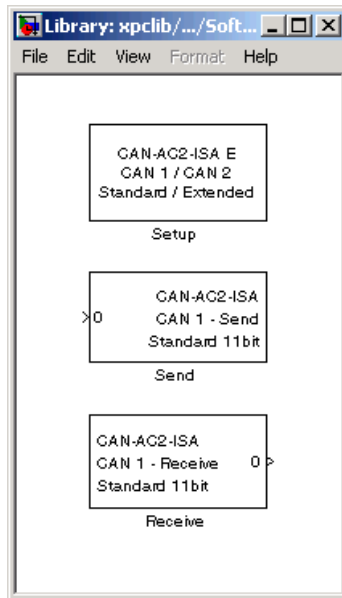 Library: xpclib/.../Soft...
File Edit View Format Help
CAN-AC2-ISA E
CAN 1 / CAN 2
Standard / Extended
Setup
0
CAN-AC2-ISA
CAN 1 - Send
Standard 11bit
Send
CAN-AC2-ISA
CAN 1 - Receive 0
Standard 11bit
Receive